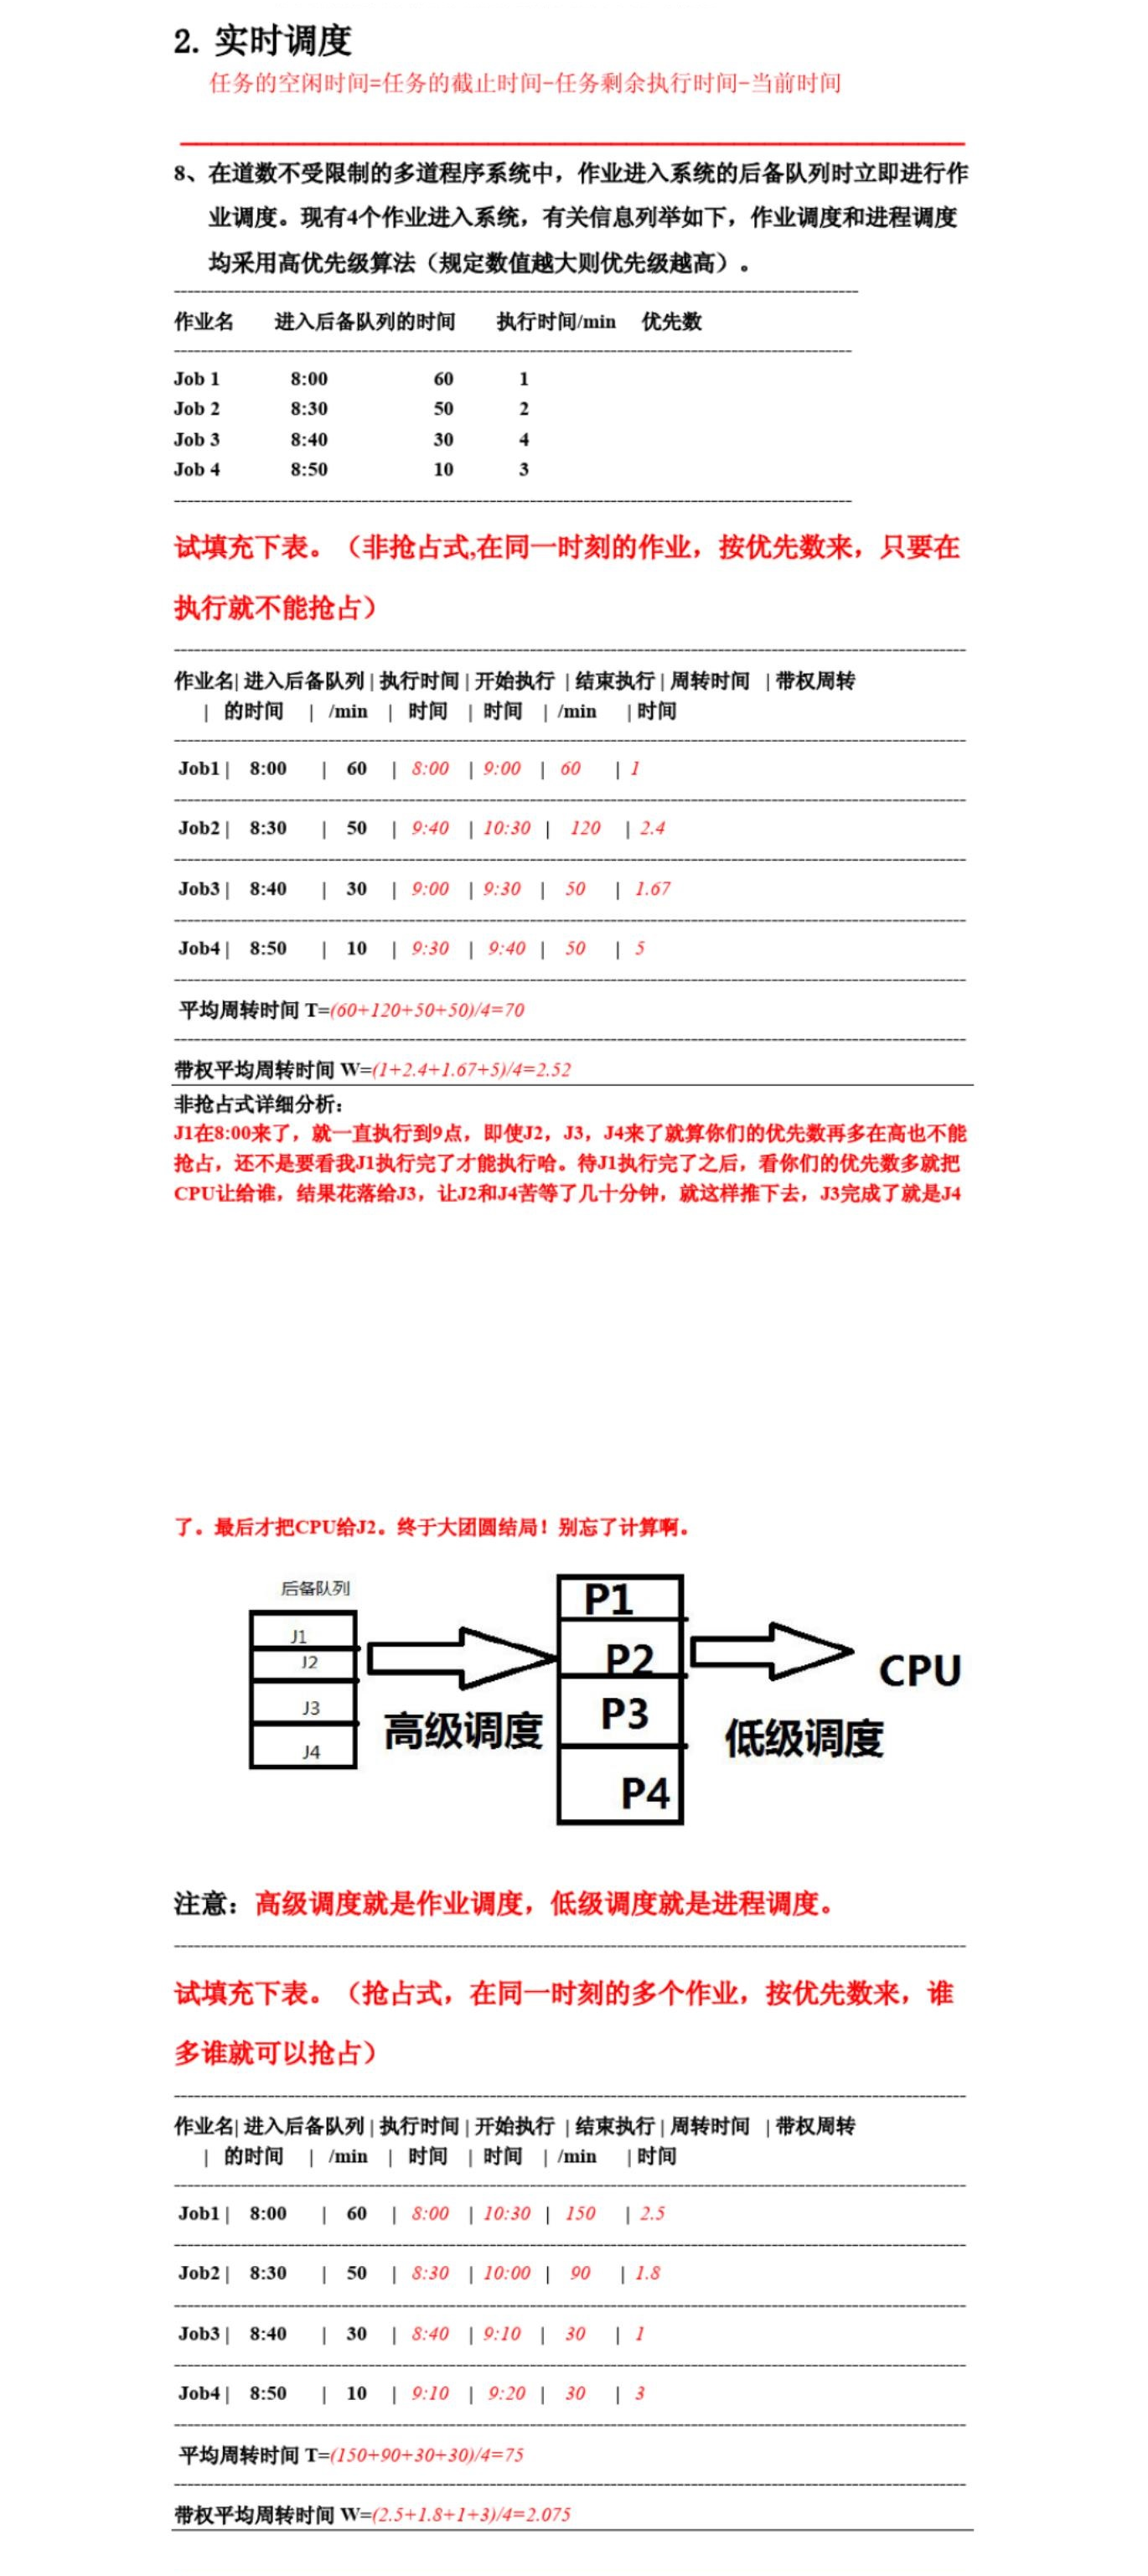 2. 实时调度
任务的空闲时间=任务的截止时间-任务剩余执行时间-当前时间
8、在道数不受限制的多道程序系统中，作业进入系统的后备队列时立即进行作
业调度。现有4个作业进入系统，有关信息列举如下，作业调度和进程调度
均采用高优先级算法（规定数值越大则优先级越高）。
作业名 进入后备队列的时间 执行时间/min 优先数
Job 1 8:00 60 1
Job 2 8:30 50 2
Job 3 8:40 30 4
Job 4 8:50 10 3
试填充下表。（非抢占式,在同一时刻的作业，按优先数来，只要在
执行就不能抢占）
作业名| 进入后备队列 | 执行时间 | 开始执行 | 结束执行 | 周转时间 | 带权周转
| 的时间 | /min | 时间 | 时间 | /min | 时间
Job1 | 8:00 | 60 | 8:00 | 9:00 | 60 | 1
Job2 | 8:30 | 50 | 9:40 | 10:30 | 120 | 2.4
Job3 | 8:40 | 30 | 9:00 | 9:30 | 50 | 1.67
Job4 | 8:50 | 10 | 9:30 | 9:40 | 50 | 5
平均周转时间 T=(60+120+50+50)/4=70
带权平均周转时间 W=(1+2.4+1.67+5)/4=2.52
非抢占式详细分析：
J1在8:00来了，就一直执行到9点，即使J2，J3，J4来了就算你们的优先数再多在高也不能
抢占，还不是要看我J1执行完了才能执行哈。待J1执行完了之后，看你们的优先数多就把
CPU让给谁，结果花落给J3，让J2和J4苦等了几十分钟，就这样推下去，J3完成了就是J4
了。最后才把CPU给J2。终于大团圆结局！别忘了计算啊。
后备队列
J1
J2
J3
J4
高级调度
P1
P2
P3
P4
低级调度
CPU
注意：高级调度就是作业调度，低级调度就是进程调度。
试填充下表。（抢占式，在同一时刻的多个作业，按优先数来，谁
多谁就可以抢占）
作业名| 进入后备队列 | 执行时间 | 开始执行 | 结束执行 | 周转时间 | 带权周转
| 的时间 | /min | 时间 | 时间 | /min | 时间
Job1 | 8:00 | 60 | 8:00 | 10:30 | 150 | 2.5
Job2 | 8:30 | 50 | 8:30 | 10:00 | 90 | 1.8
Job3 | 8:40 | 30 | 8:40 | 9:10 | 30 | 1
Job4 | 8:50 | 10 | 9:10 | 9:20 | 30 | 3
平均周转时间 T=(150+90+30+30)/4=75
带权平均周转时间 W=(2.5+1.8+1+3)/4=2.075